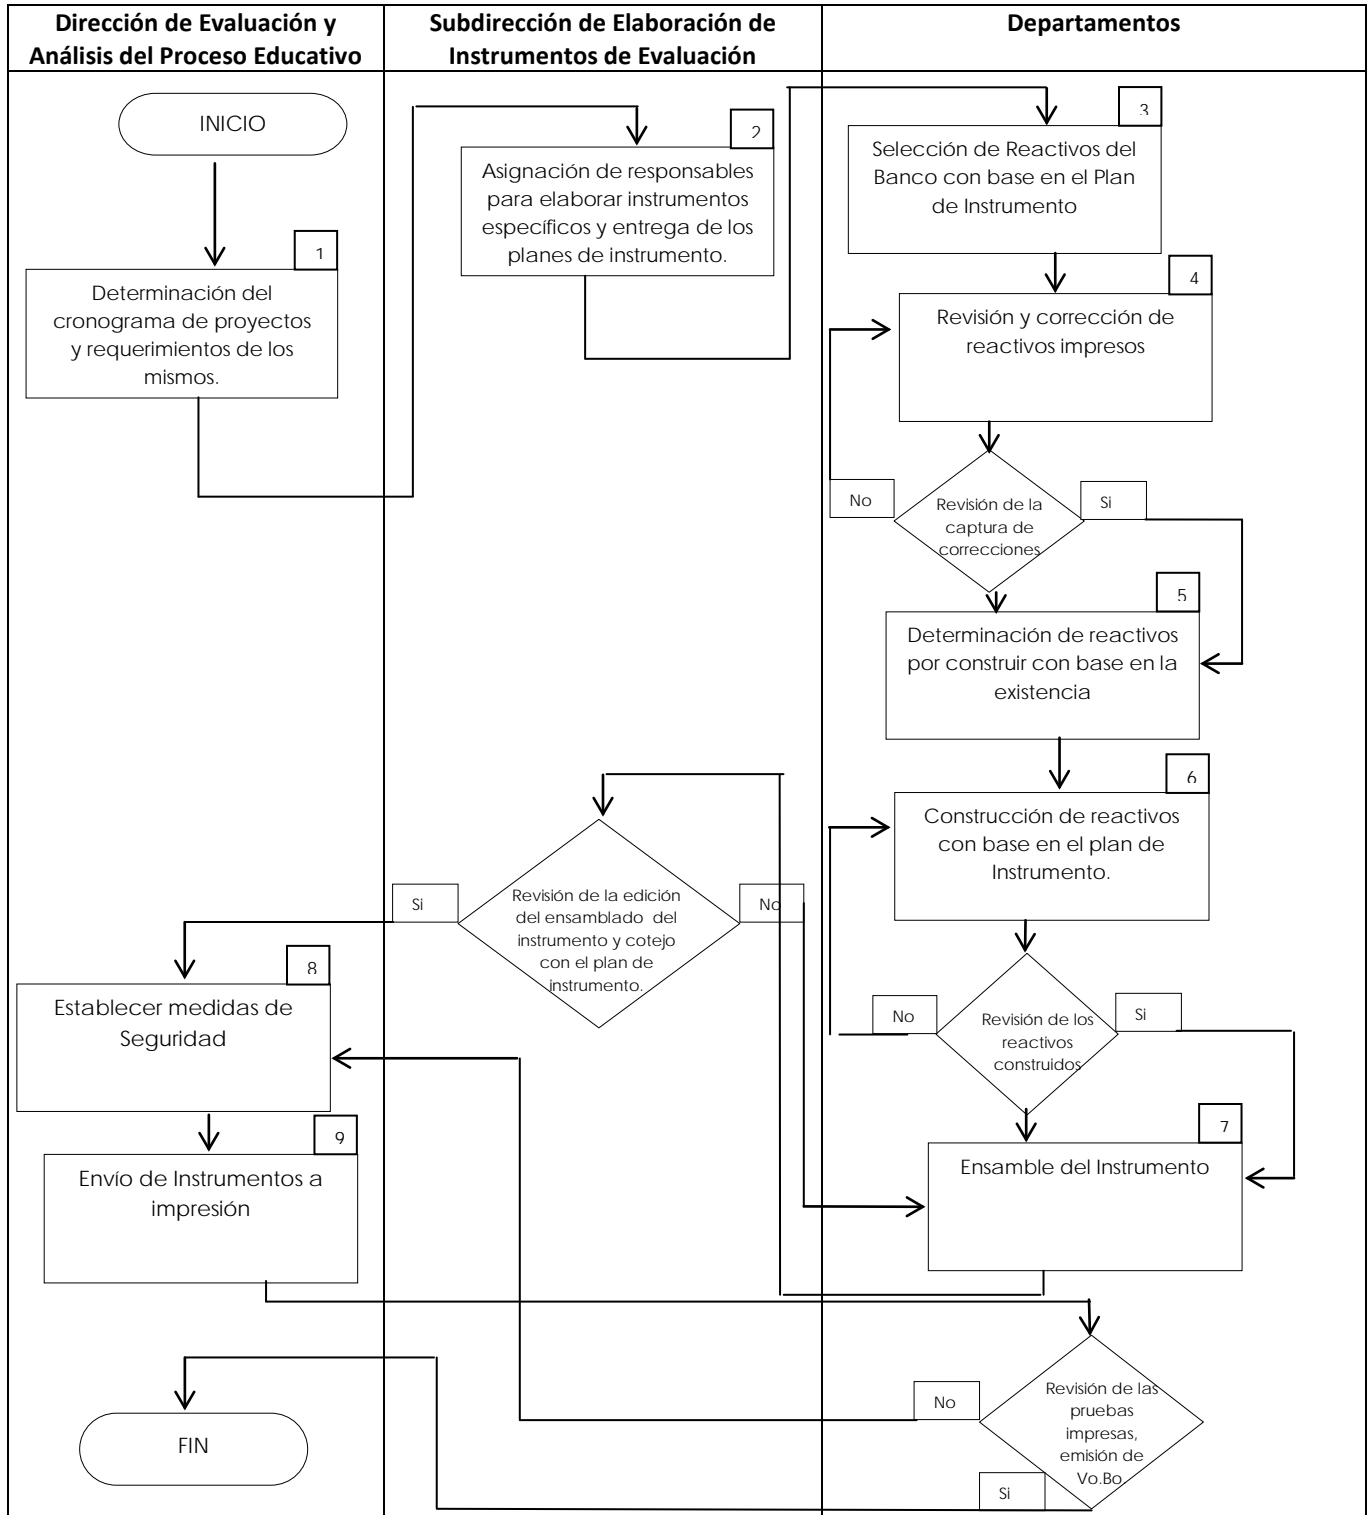 Dirección de Evaluación y
Análisis del Proceso Educativo
Subdirección de Elaboración de
Instrumentos de Evaluación
Departamentos
INICIO
1
Determinación del
cronograma de proyectos
y requerimientos de los
mismos.
2
Asignación de responsables
para elaborar instrumentos
específicos y entrega de los
planes de instrumento.
3
Selección de Reactivos del
Banco con base en el Plan
de Instrumento
4
Revisión y corrección de
reactivos impresos
No
Revisión de la
captura de
correcciones
Si
5
Determinación de reactivos
por construir con base en la
existencia
6
Construcción de reactivos
con base en el plan de
Instrumento.
No
Revisión de los
reactivos
construidos
Si
7
Ensamble del Instrumento
Si
Revisión de la edición
del ensamblado del
instrumento y cotejo
con el plan de
instrumento.
No
8
Establecer medidas de
Seguridad
9
Envío de Instrumentos a
impresión
No
Revisión de las
pruebas
impresas,
emisión de
Vo.Bo
Si
FIN